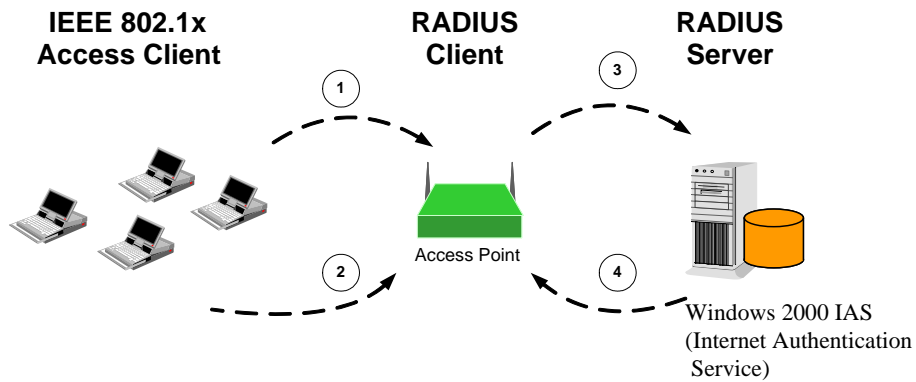 IEEE 802.1x
Access Client
RADIUS
Client
RADIUS
Server
1
3
Access Point
2
4
Windows 2000 IAS
(Internet Authentication
Service)